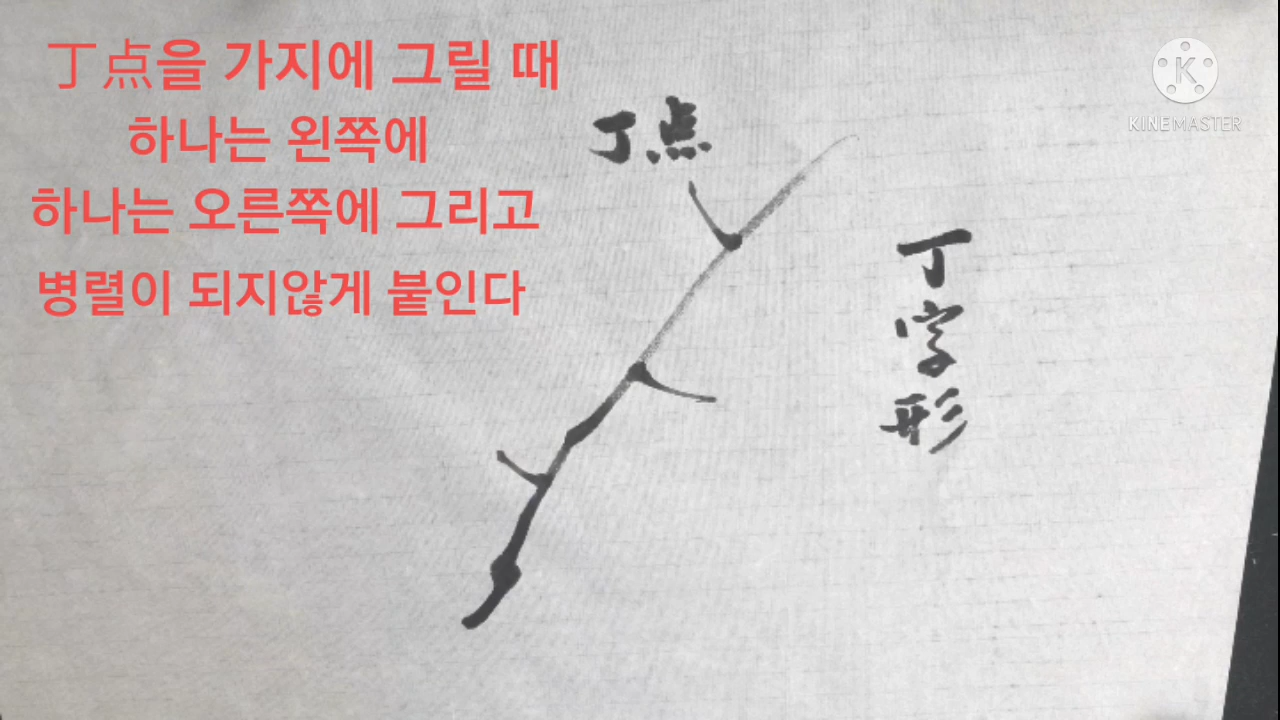 丁点을 가지에 그릴 때
하나는 왼쪽에
하나는 오른쪽에 그리고
병렬이 되지않게 붙인다
丁点
丁
字
形
KINEMASTER